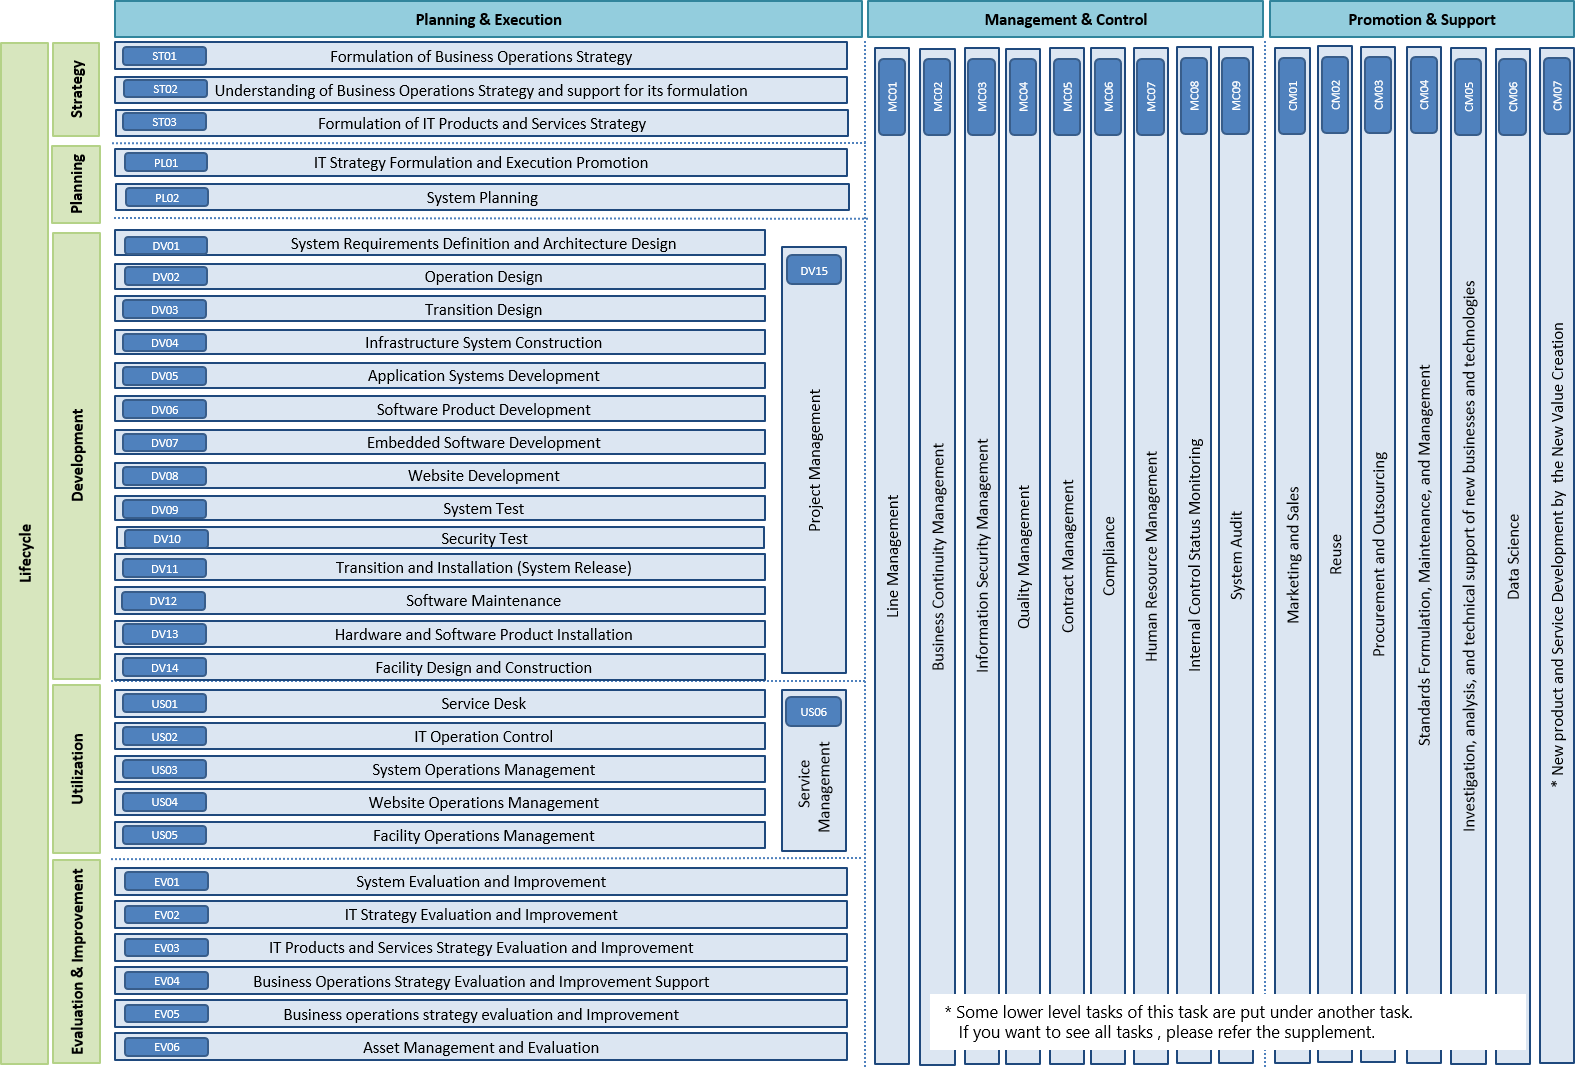 Planning & Execution
Management & Control
Promotion & Support
Lifecycle
Strategy
ST01 Formulation of Business Operations Strategy
ST02 Understanding of Business Operations Strategy and support for its formulation
ST03 Formulation of IT Products and Services Strategy
Planning
PL01 IT Strategy Formulation and Execution Promotion
PL02 System Planning
Development
DV01 System Requirements Definition and Architecture Design
DV02 Operation Design
DV03 Transition Design
DV04 Infrastructure System Construction
DV05 Application Systems Development
DV06 Software Product Development
DV07 Embedded Software Development
DV08 Website Development
DV09 System Test
DV10 Security Test
DV11 Transition and Installation (System Release)
DV12 Software Maintenance
DV13 Hardware and Software Product Installation
DV14 Facility Design and Construction
DV15
Project Management
Utilization
US01 Service Desk
US02 IT Operation Control
US03 System Operations Management
US04 Website Operations Management
US05 Facility Operations Management
US06
Service
Management
Evaluation & Improvement
EV01 System Evaluation and Improvement
EV02 IT Strategy Evaluation and Improvement
EV03 IT Products and Services Strategy Evaluation and Improvement
EV04 Business Operations Strategy Evaluation and Improvement Support
EV05 Business operations strategy evaluation and Improvement
EV06 Asset Management and Evaluation
MC01 Line Management
MC02 Business Continuity Management
MC03 Information Security Management
MC04 Quality Management
MC05 Contract Management
MC06 Compliance
MC07 Human Resource Management
MC08 Internal Control Status Monitoring
MC09 System Audit
CM01 Marketing and Sales
CM02 Reuse
CM03 Procurement and Outsourcing
CM04 Standards Formulation, Maintenance, and Management
CM05 Investigation, analysis, and technical support of new businesses and technologies
CM06 Data Science
CM07 * New product and Service Development by the New Value Creation
* Some lower level tasks of this task are put under another task.
If you want to see all tasks , please refer the supplement.